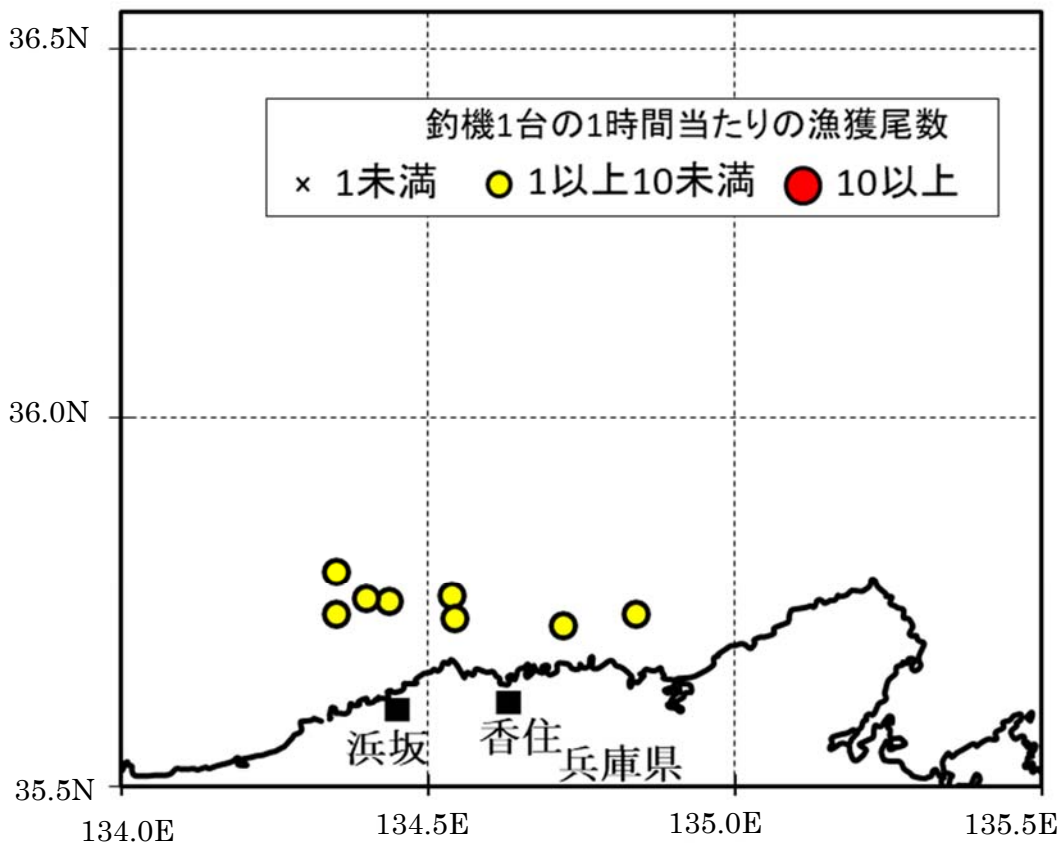 36.5N
釣機1台の1時間当たりの漁獲尾数
× 1未満 1以上10未満 10以上
36.0N
浜坂
香住
兵庫県
35.5N
134.0E
134.5E
135.0E
135.5E